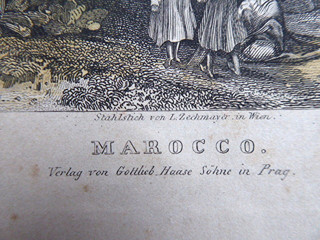 Stahlstich von L. Zechmayer in Wien.
MAROCCO.
Verlag von Gottlieb Haase Söhne in Prag.